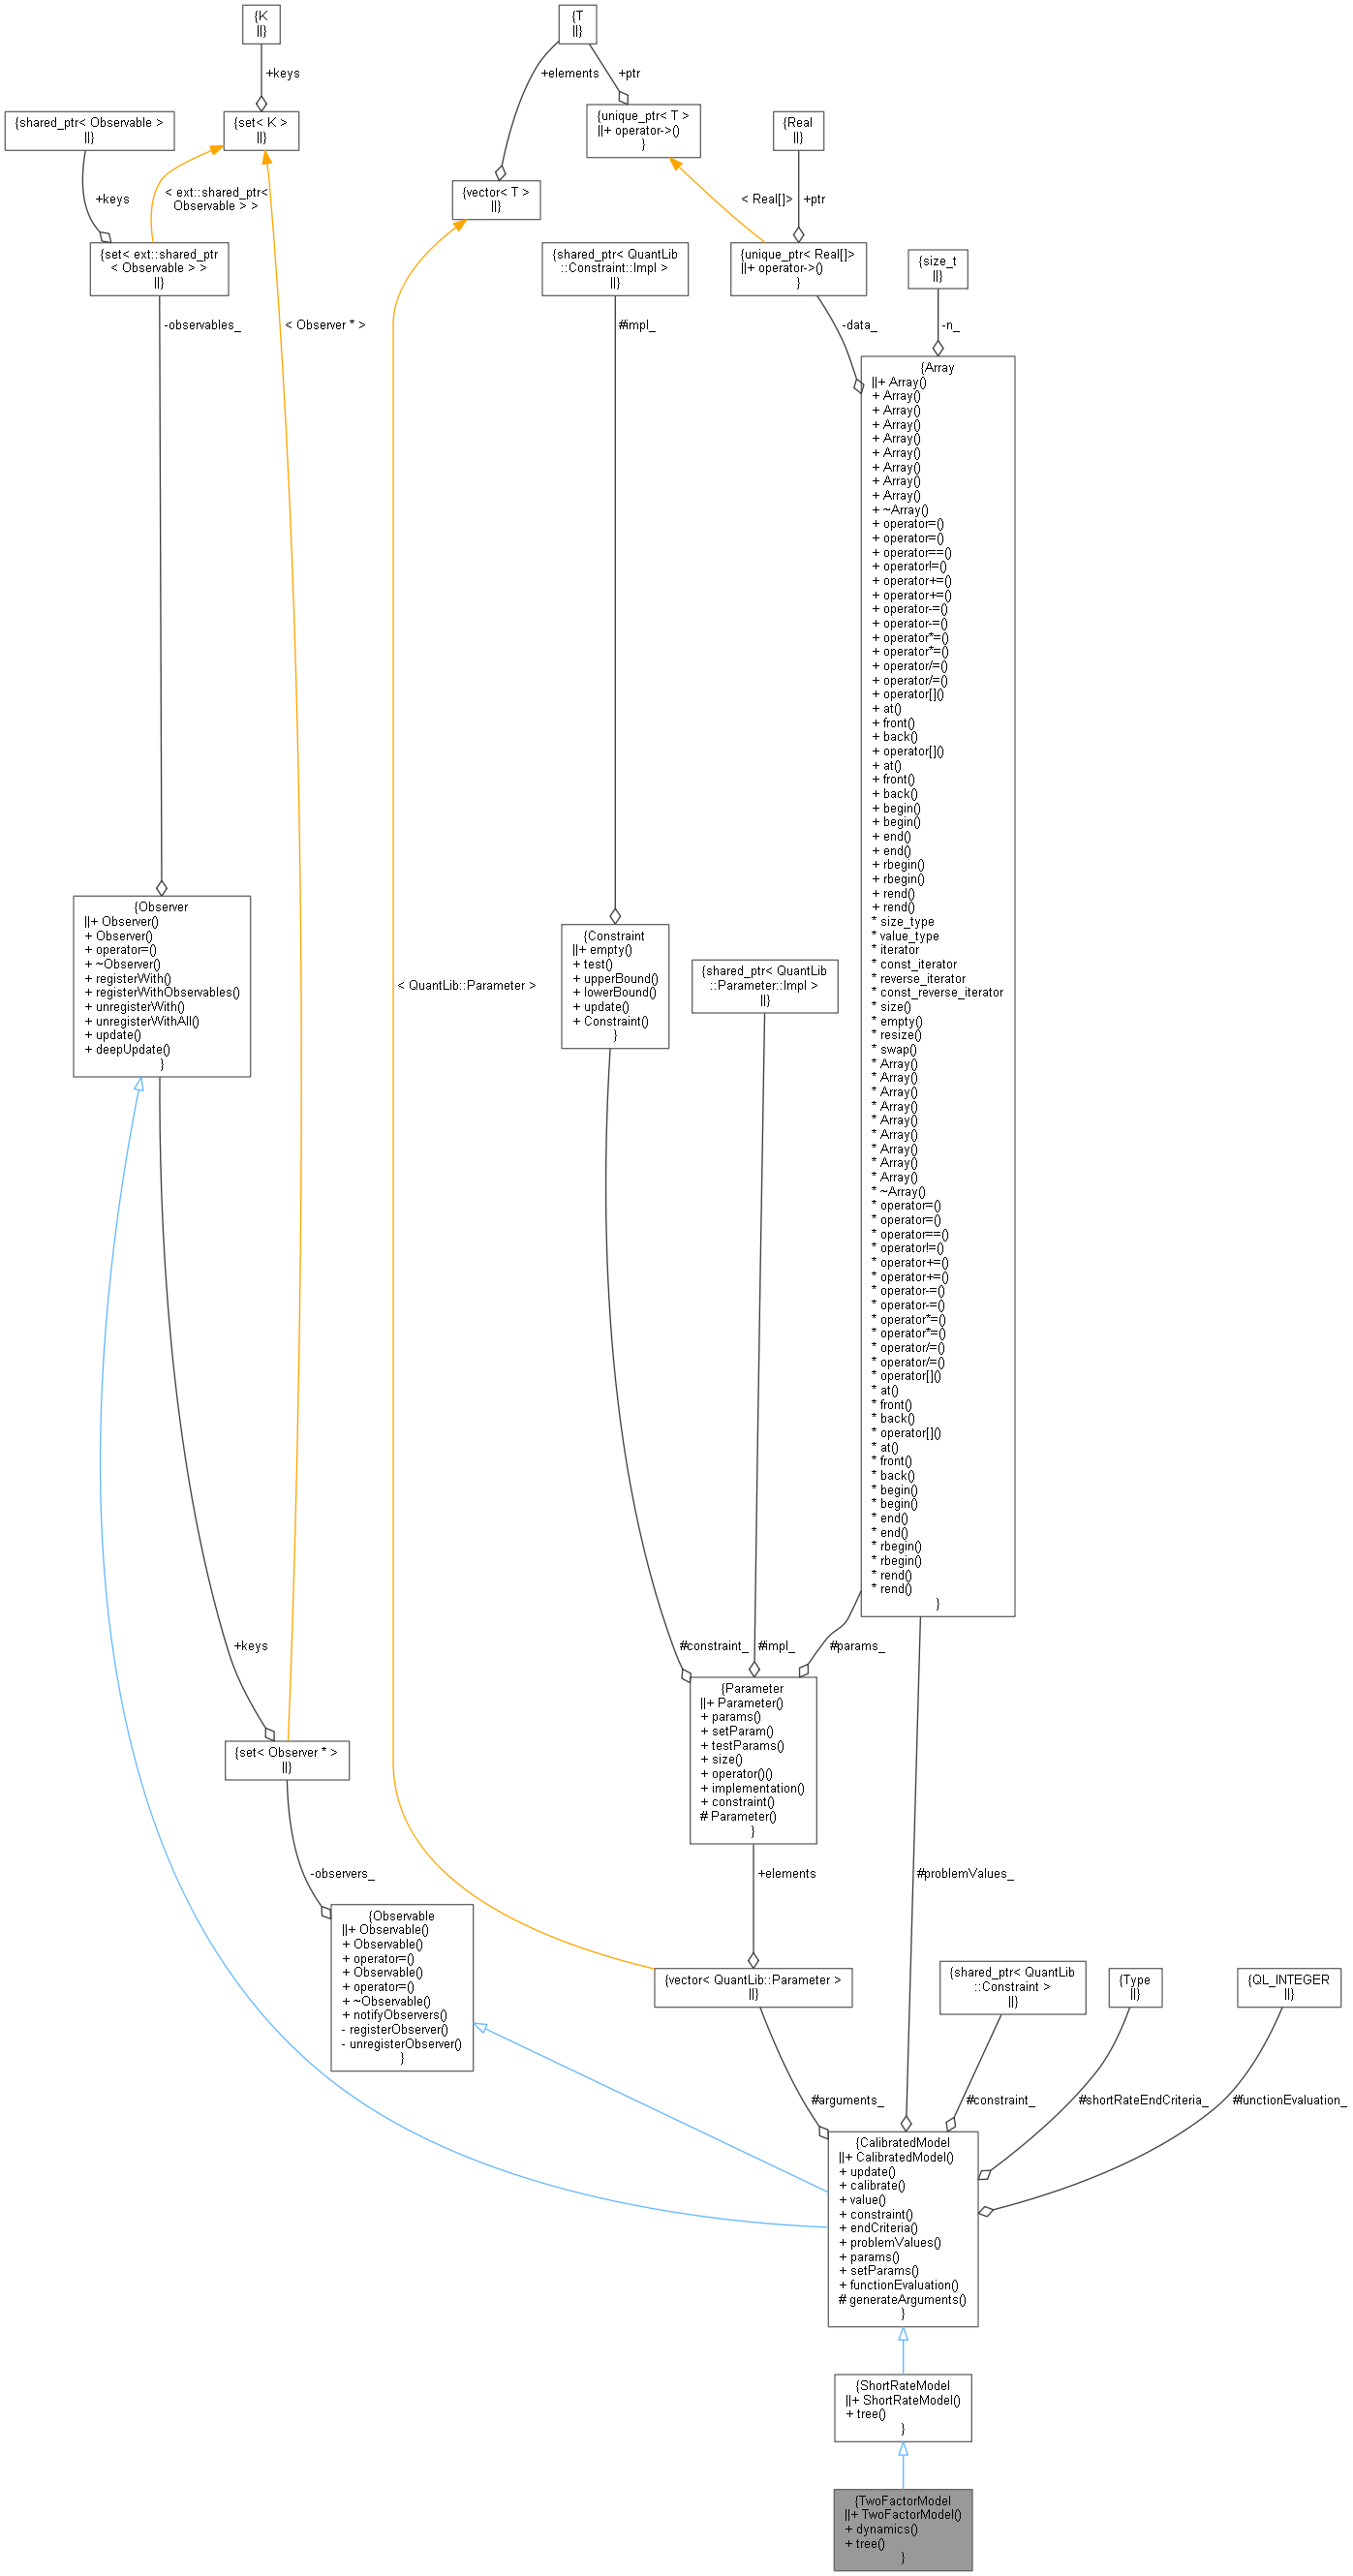 {K
||}
{T
||}
+keys
+elements
+ptr
{shared_ptr< Observable >
||}
{set< K >
||}
{unique_ptr< T >
||+ operator->()
}
{Real
||}
+keys
< ext::shared_ptr<
Observable > >
{vector< T >
||}
< Real[]>
+ptr
{set< ext::shared_ptr
< Observable > >
||}
{shared_ptr< QuantLib
::Constraint::Impl >
||}
{unique_ptr< Real[]>
||+ operator->()
}
{size_t
||}
-observables_
< Observer * >
#impl_
-data_
-n_
{Array
||+ Array()
+ Array()
+ Array()
+ Array()
+ Array()
+ Array()
+ Array()
+ Array()
+ Array()
+ ~Array()
+ operator=()
+ operator=()
+ operator==()
+ operator!=()
+ operator+=()
+ operator+=()
+ operator-=()
+ operator-=()
+ operator*=()
+ operator*=()
+ operator/=()
+ operator/=()
+ operator[]()
+ at()
+ front()
+ back()
+ operator[]()
+ at()
+ front()
+ back()
+ begin()
+ begin()
+ end()
+ end()
+ rbegin()
+ rbegin()
+ rend()
+ rend()
* size_type
* value_type
* iterator
* const_iterator
* reverse_iterator
* const_reverse_iterator
* size()
* empty()
* resize()
* swap()
* Array()
* Array()
* Array()
* Array()
* Array()
* Array()
* Array()
* Array()
* Array()
* ~Array()
* operator=()
* operator=()
* operator==()
* operator!=()
* operator+=()
* operator+=()
* operator-=()
* operator-=()
* operator*=()
* operator*=()
* operator/=()
* operator/=()
* operator[]()
* at()
* front()
* back()
* operator[]()
* at()
* front()
* back()
* begin()
* begin()
* end()
* end()
* rbegin()
* rbegin()
* rend()
* rend()
}
{Observer
||+ Observer()
+ Observer()
+ operator=()
+ ~Observer()
+ registerWith()
+ registerWithObservables()
+ unregisterWith()
+ unregisterWithAll()
+ update()
+ deepUpdate()
}
< QuantLib::Parameter >
{Constraint
||+ empty()
+ test()
+ upperBound()
+ lowerBound()
+ update()
+ Constraint()
}
{shared_ptr< QuantLib
::Parameter::Impl >
||}
+keys
#constraint_
#impl_
#params_
{set< Observer * >
||}
{Parameter
||+ Parameter()
+ params()
+ setParam()
+ testParams()
+ size()
+ operator()()
+ implementation()
+ constraint()
# Parameter()
}
-observers_
+elements
#problemValues_
{Observable
||+ Observable()
+ Observable()
+ operator=()
+ Observable()
+ operator=()
+ ~Observable()
+ notifyObservers()
- registerObserver()
- unregisterObserver()
}
{vector< QuantLib::Parameter >
||}
{shared_ptr< QuantLib
::Constraint >
||}
{Type
||}
{QL_INTEGER
||}
#arguments_
#constraint_
#shortRateEndCriteria_
#functionEvaluation_
{CalibratedModel
||+ CalibratedModel()
+ update()
+ calibrate()
+ value()
+ constraint()
+ endCriteria()
+ problemValues()
+ params()
+ setParams()
+ functionEvaluation()
# generateArguments()
}
{ShortRateModel
||+ ShortRateModel()
+ tree()
}
{TwoFactorModel
||+ TwoFactorModel()
+ dynamics()
+ tree()
}